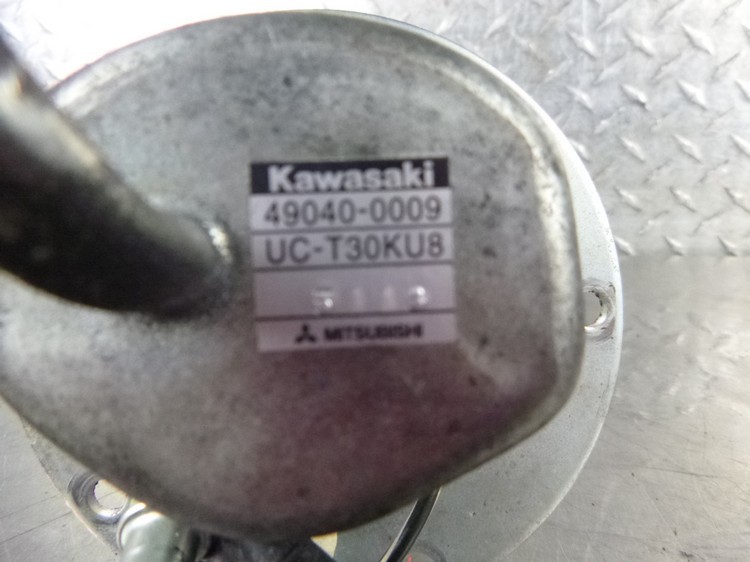 Kawasaki
49040-0009
UC-T30KU8
MITSUBISHI